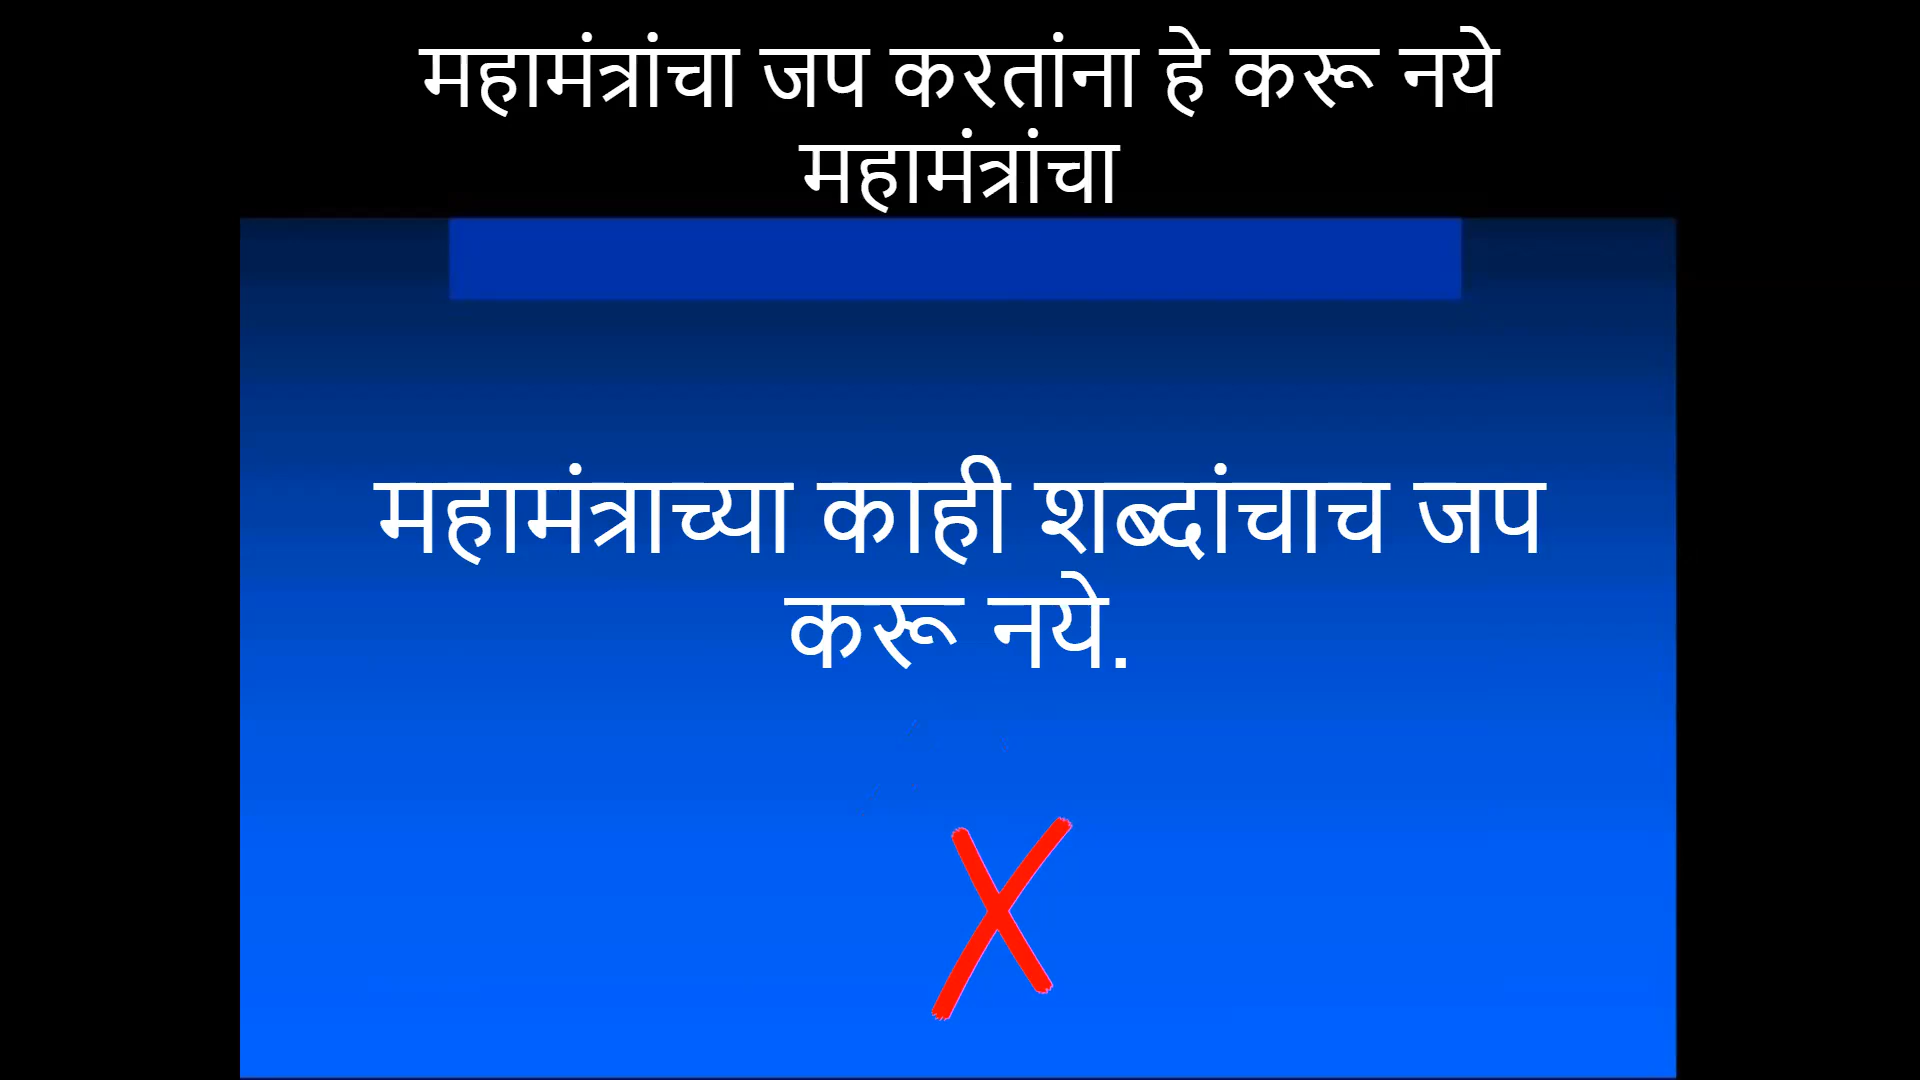 महामंत्रांचा जप करतांना हे करू नये
महामंत्रांचा
महामंत्राच्या काही शब्दांचाच जप
करू नये.